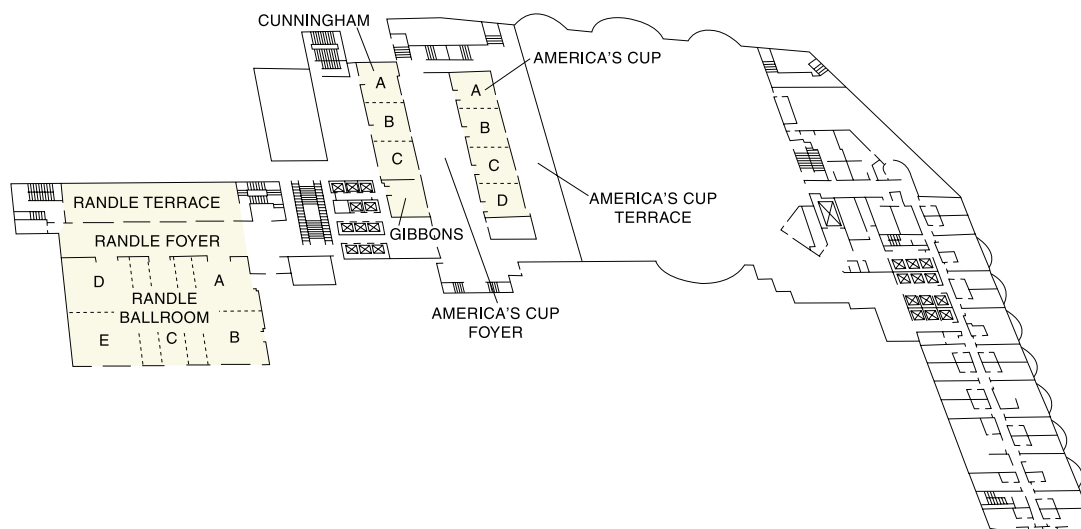 CUNNINGHAM
AMERICA'S CUP
A
A
B
B
C
C
D
AMERICA'S CUP
TERRACE
GIBBONS
RANDLE TERRACE
RANDLE FOYER
D
A
RANDLE
BALLROOM
E
C
B
AMERICA'S CUP
FOYER